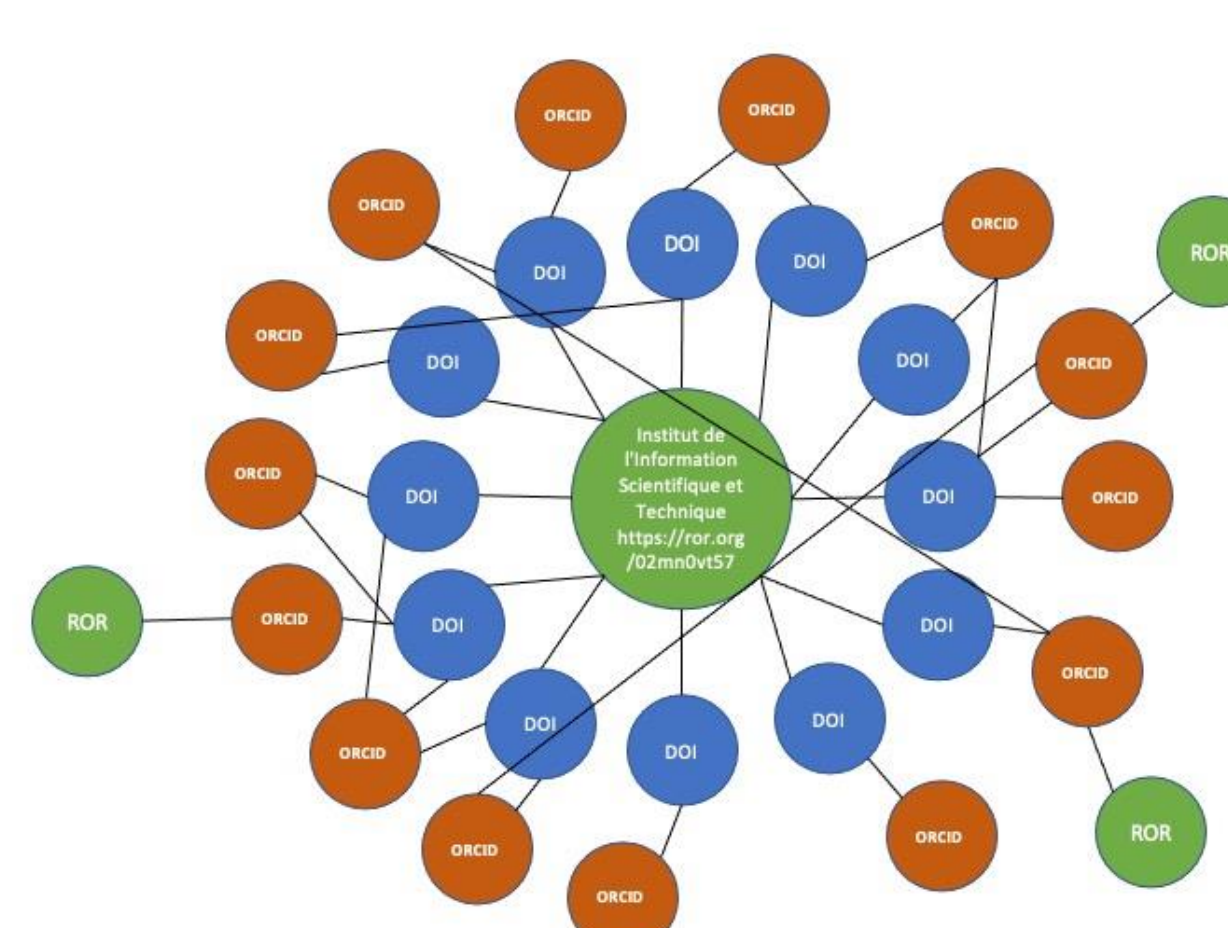 ORCID
ORCID
ORCID
ORCID
DOI
DOI
DOI
ROR
DOI
ORCID
DOI
DOI
ORCID
Institut de
l'Information
Scientifique et
Technique
https://ror.org
/02mn0vt57
ORCID
DOI
DOI
ORCID
ROR
ORCID
DOI
DOI
ORCID
DOI
DOI
DOI
ORCID
ROR
ORCID
ORCID
ORCID